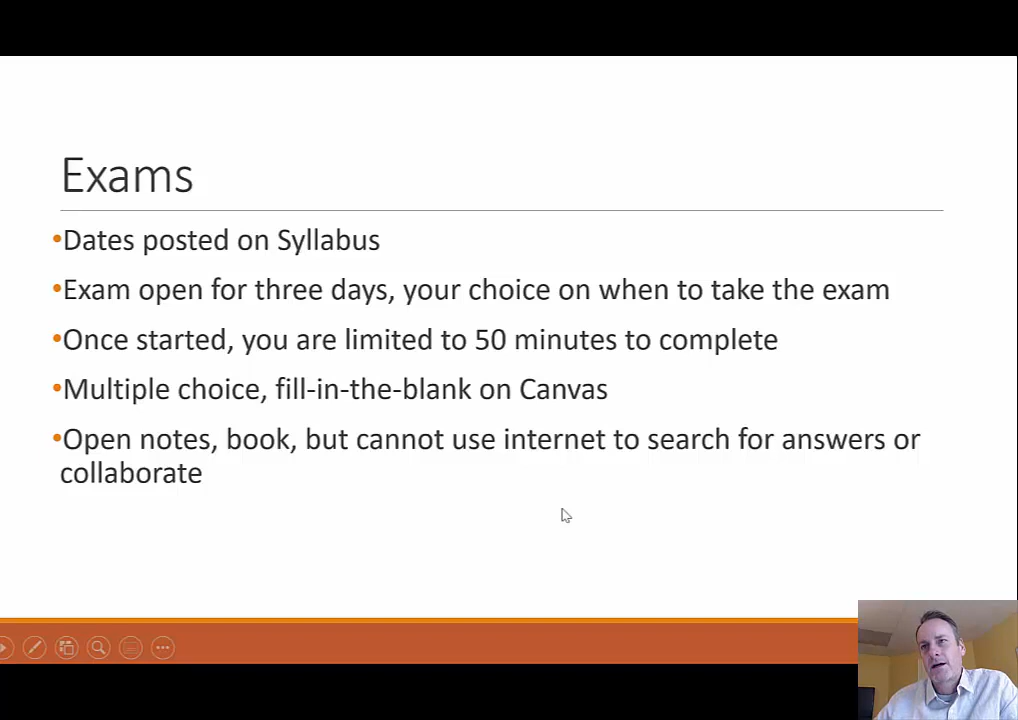 Exams
•Dates posted on Syllabus
•Exam open for three days, your choice on when to take the exam
•Once started, you are limited to 50 minutes to complete
•Multiple choice, fill-in-the-blank on Canvas
•Open notes, book, but cannot use internet to search for answers or
collaborate